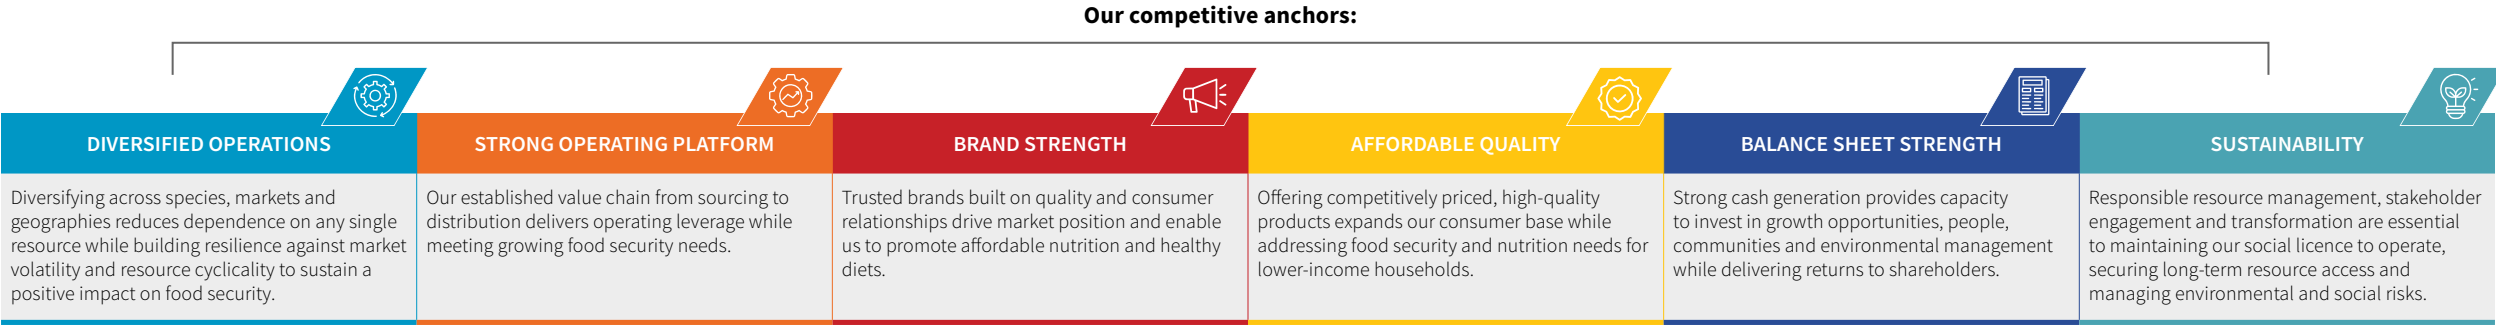 Our competitive anchors:
DIVERSIFIED OPERATIONS
Diversifying across species, markets and
geographies reduces dependence on any single
resource while building resilience against market
volatility and resource cyclicality to sustain a
positive impact on food security.
STRONG OPERATING PLATFORM
Our established value chain from sourcing to
distribution delivers operating leverage while
meeting growing food security needs.
BRAND STRENGTH
Trusted brands built on quality and consumer
relationships drive market position and enable
us to promote affordable nutrition and healthy
diets.
AFFORDABLE QUALITY
Offering competitively priced, high-quality
products expands our consumer base while
addressing food security and nutrition needs for
lower-income households.
BALANCE SHEET STRENGTH
Strong cash generation provides capacity
to invest in growth opportunities, people,
communities and environmental management
while delivering returns to shareholders.
SUSTAINABILITY
Responsible resource management, stakeholder
engagement and transformation are essential
to maintaining our social licence to operate,
securing long-term resource access and
managing environmental and social risks.